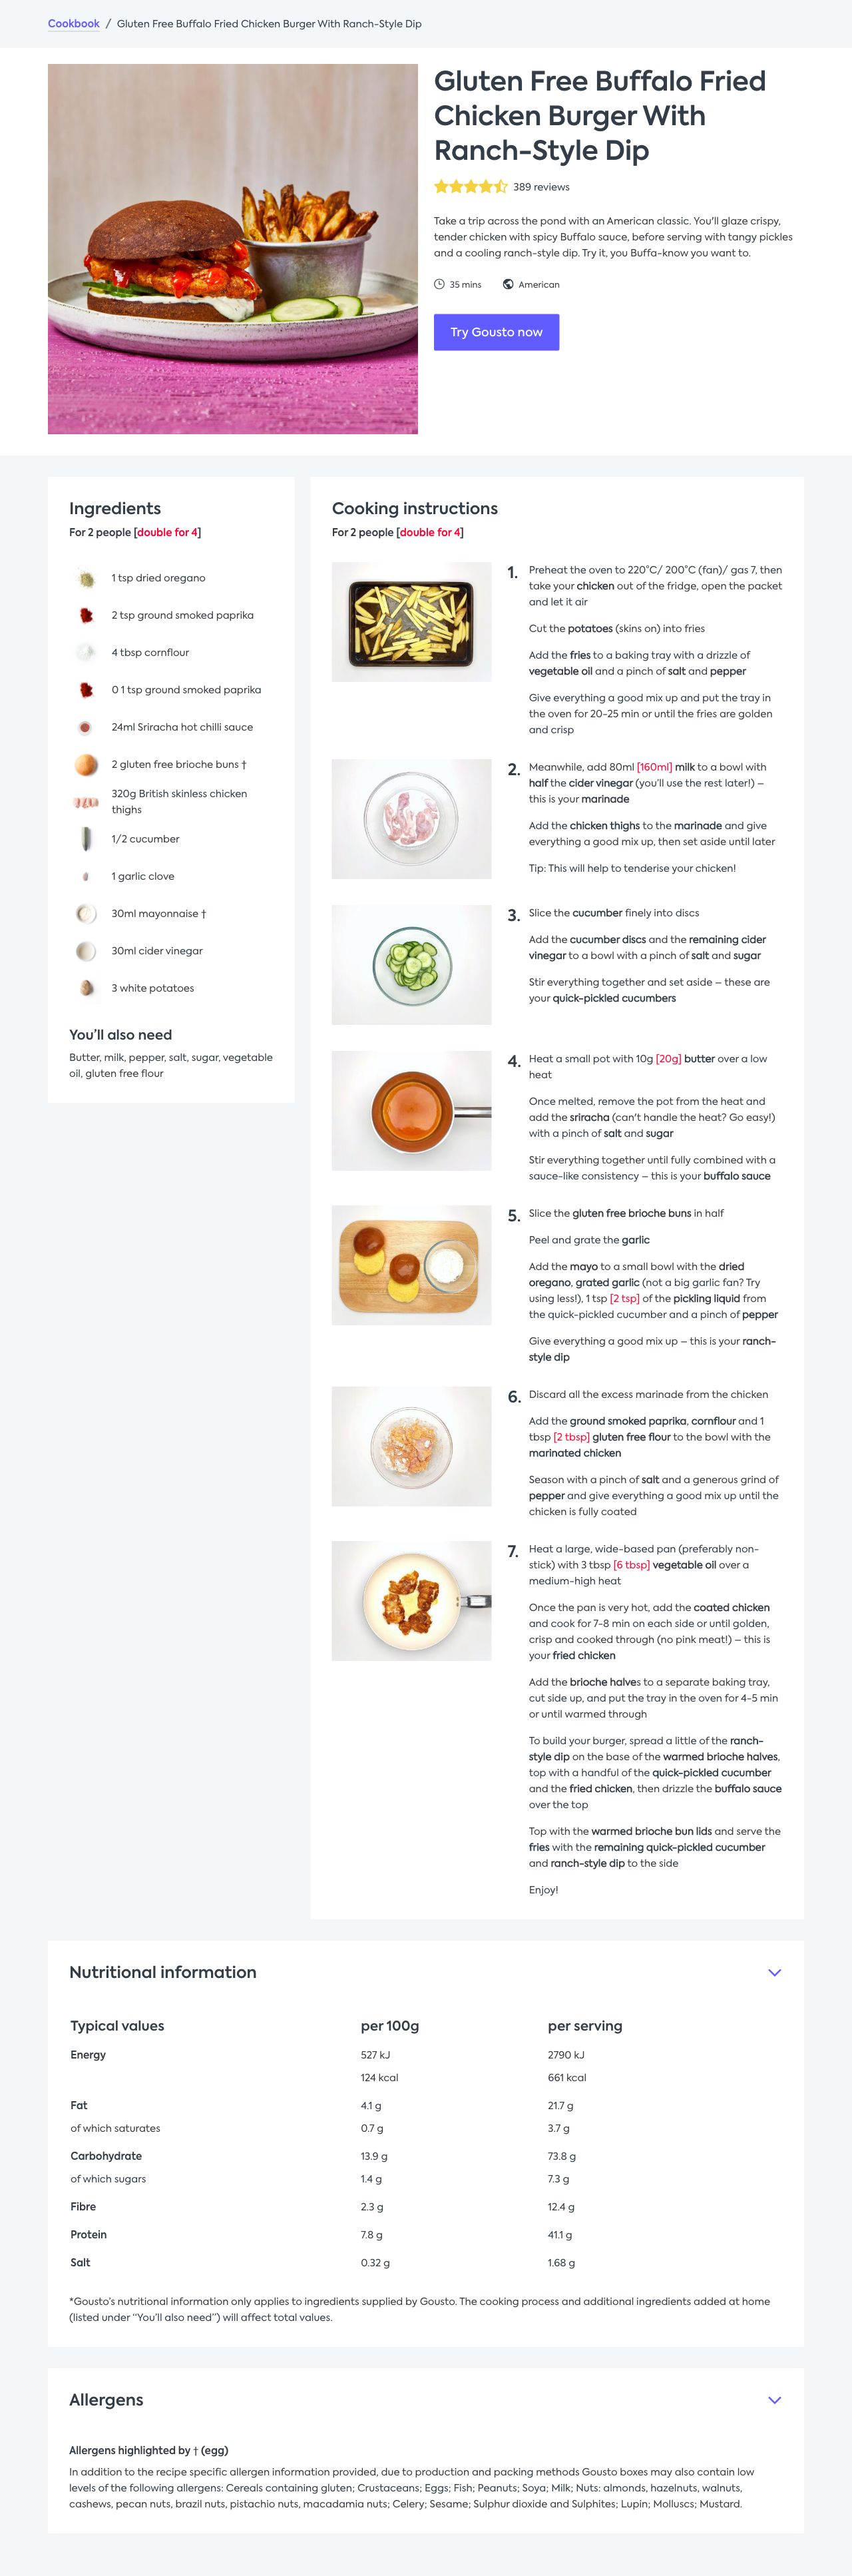 Cookbook / Gluten Free Buffalo Fried Chicken Burger With Ranch-Style Dip
Gluten Free Buffalo Fried
Chicken Burger With
Ranch-Style Dip
389 reviews
Take a trip across the pond with an American classic. You'll glaze crispy,
tender chicken with spicy Buffalo sauce, before serving with tangy pickles
and a cooling ranch-style dip. Try it, you Buffa-know you want to.
35 mins American
Try Gousto now
Ingredients
For 2 people [double for 4]
1 tsp dried oregano
2 tsp ground smoked paprika
4 tbsp cornflour
0 1 tsp ground smoked paprika
24ml Sriracha hot chilli sauce
2 gluten free brioche buns †
320g British skinless chicken
thighs
1/2 cucumber
1 garlic clove
30ml mayonnaise †
30ml cider vinegar
3 white potatoes
You'll also need
Butter, milk, pepper, salt, sugar, vegetable
oil, gluten free flour
Cooking instructions
For 2 people [double for 4]
1. Preheat the oven to 220°C/ 200°C (fan)/ gas 7, then
take your chicken out of the fridge, open the packet
and let it air
Cut the potatoes (skins on) into fries
Add the fries to a baking tray with a drizzle of
vegetable oil and a pinch of salt and pepper
Give everything a good mix up and put the tray in
the oven for 20-25 min or until the fries are golden
and crisp
2. Meanwhile, add 80ml [160ml] milk to a bowl with
half the cider vinegar (you'll use the rest later!) –
this is your marinade
Add the chicken thighs to the marinade and give
everything a good mix up, then set aside until later
Tip: This will help to tenderise your chicken!
3. Slice the cucumber finely into discs
Add the cucumber discs and the remaining cider
vinegar to a bowl with a pinch of salt and sugar
Stir everything together and set aside – these are
your quick-pickled cucumbers
4. Heat a small pot with 10g [20g] butter over a low
heat
Once melted, remove the pot from the heat and
add the sriracha (can't handle the heat? Go easy!)
with a pinch of salt and sugar
Stir everything together until fully combined with a
sauce-like consistency – this is your buffalo sauce
5. Slice the gluten free brioche buns in half
Peel and grate the garlic
Add the mayo to a small bowl with the dried
oregano, grated garlic (not a big garlic fan? Try
using less!), 1 tsp [2 tsp] of the pickling liquid from
the quick-pickled cucumber and a pinch of pepper
Give everything a good mix up – this is your ranch-
style dip
6. Discard all the excess marinade from the chicken
Add the ground smoked paprika, cornflour and 1
tbsp [2 tbsp] gluten free flour to the bowl with the
marinated chicken
Season with a pinch of salt and a generous grind of
pepper and give everything a good mix up until the
chicken is fully coated
7. Heat a large, wide-based pan (preferably non-
stick) with 3 tbsp [6 tbsp] vegetable oil over a
medium-high heat
Once the pan is very hot, add the coated chicken
and cook for 7-8 min on each side or until golden,
crisp and cooked through (no pink meat!) – this is
your fried chicken
Add the brioche halves to a separate baking tray,
cut side up, and put the tray in the oven for 4-5 min
or until warmed through
To build your burger, spread a little of the ranch-
style dip on the base of the warmed brioche halves,
top with a handful of the quick-pickled cucumber
and the fried chicken, then drizzle the buffalo sauce
over the top
Top with the warmed brioche bun lids and serve the
fries with the remaining quick-pickled cucumber
and ranch-style dip to the side
Enjoy!
Nutritional information
Typical values per 100g per serving
Energy 527 kJ 2790 kJ
124 kcal 661 kcal
Fat 4.1 g 21.7 g
of which saturates 0.7 g 3.7 g
Carbohydrate 13.9 g 73.8 g
of which sugars 1.4 g 7.3 g
Fibre 2.3 g 12.4 g
Protein 7.8 g 41.1 g
Salt 0.32 g 1.68 g
*Gousto's nutritional information only applies to ingredients supplied by Gousto. The cooking process and additional ingredients added at home
(listed under "You'll also need") will affect total values.
Allergens
Allergens highlighted by † (egg)
In addition to the recipe specific allergen information provided, due to production and packing methods Gousto boxes may also contain low
levels of the following allergens: Cereals containing gluten; Crustaceans; Eggs; Fish; Peanuts; Soya; Milk; Nuts: almonds, hazelnuts, walnuts,
cashews, pecan nuts, brazil nuts, pistachio nuts, macadamia nuts; Celery; Sesame; Sulphur dioxide and Sulphites; Lupin; Molluscs; Mustard.